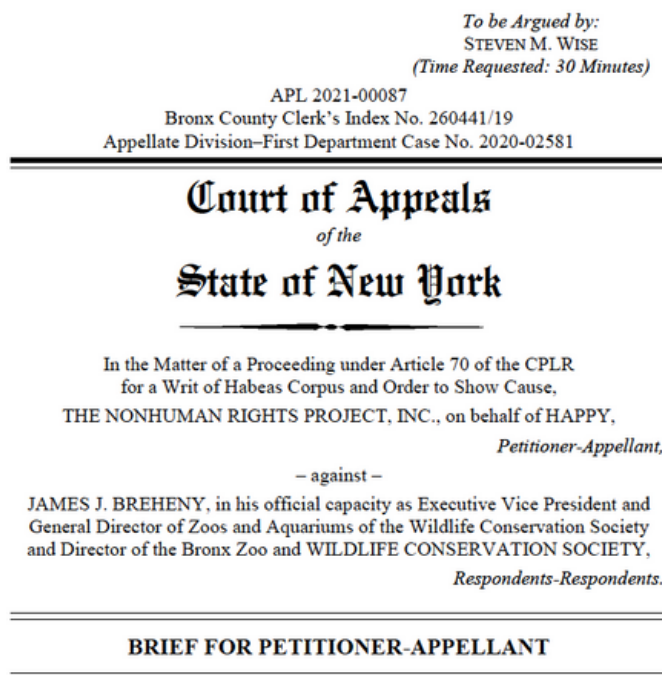 To be Argued by:
STEVEN M. WISE
(Time Requested: 30 Minutes)
APL 2021-00087
Bronx County Clerk's Index No. 260441/19
Appellate Division–First Department Case No. 2020-02581
Court of Appeals
of the
State of New York
In the Matter of a Proceeding under Article 70 of the CPLR
for a Writ of Habeas Corpus and Order to Show Cause,
THE NONHUMAN RIGHTS PROJECT, INC., on behalf of HAPPY,
Petitioner-Appellant,
– against –
JAMES J. BREHENY, in his official capacity as Executive Vice President and
General Director of Zoos and Aquariums of the Wildlife Conservation Society
and Director of the Bronx Zoo and WILDLIFE CONSERVATION SOCIETY,
Respondents-Respondents.
BRIEF FOR PETITIONER-APPELLANT